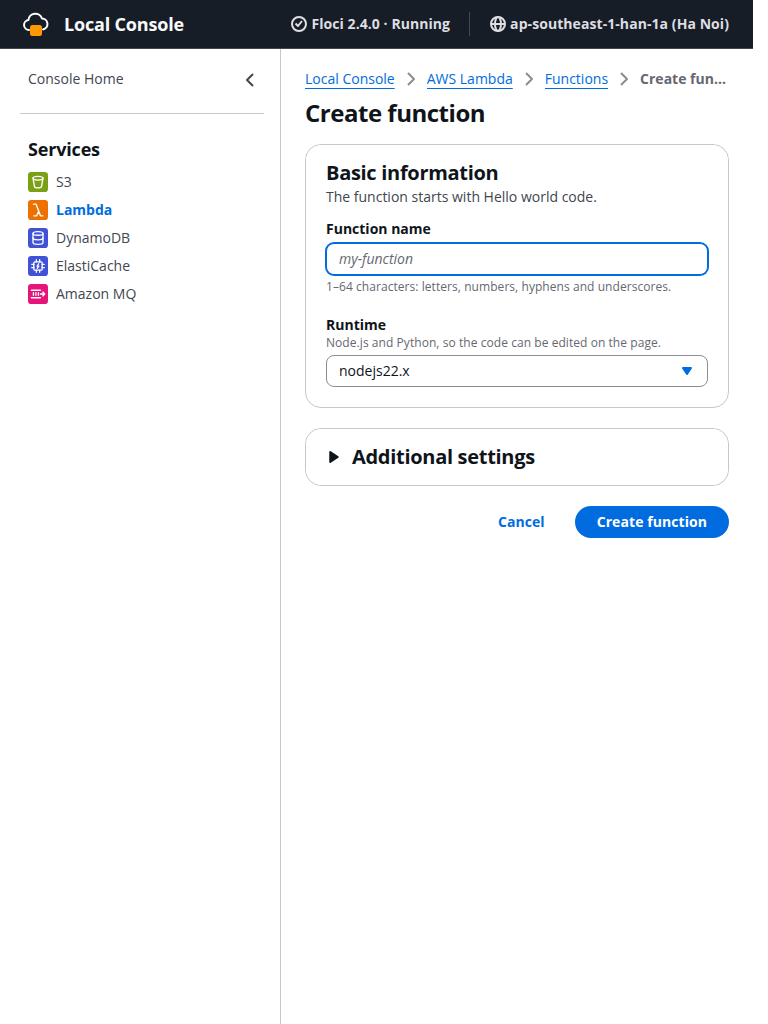 Local Console
Floci 2.4.0 · Running
ap-southeast-1-han-1a (Ha Noi)
Console Home
Services
S3
Lambda
DynamoDB
ElastiCache
Amazon MQ
Local Console > AWS Lambda > Functions > Create fun...
Create function
Basic information
The function starts with Hello world code.
Function name
my-function
1–64 characters: letters, numbers, hyphens and underscores.
Runtime
Node.js and Python, so the code can be edited on the page.
nodejs22.x
Additional settings
Cancel
Create function